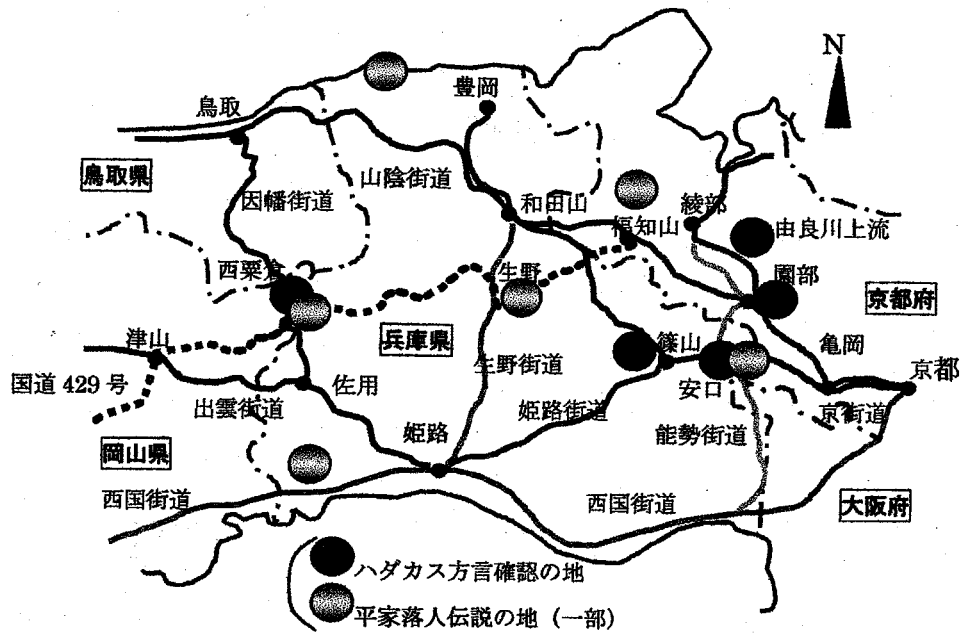 N
豊岡
鳥取
鳥取県
山陰街道
因幡街道
和田山
綾部
福知山
由良川上流
西粟倉
生野
園部
京都府
兵庫県
津山
篠山
亀岡
京都
国道 429 号
佐用
生野街道
安口
出雲街道
姫路街道
京街道
姫路
能勢街道
岡山県
西国街道
西国街道
大阪府
ハダカス方言確認の地
平家落人伝説の地(一部)